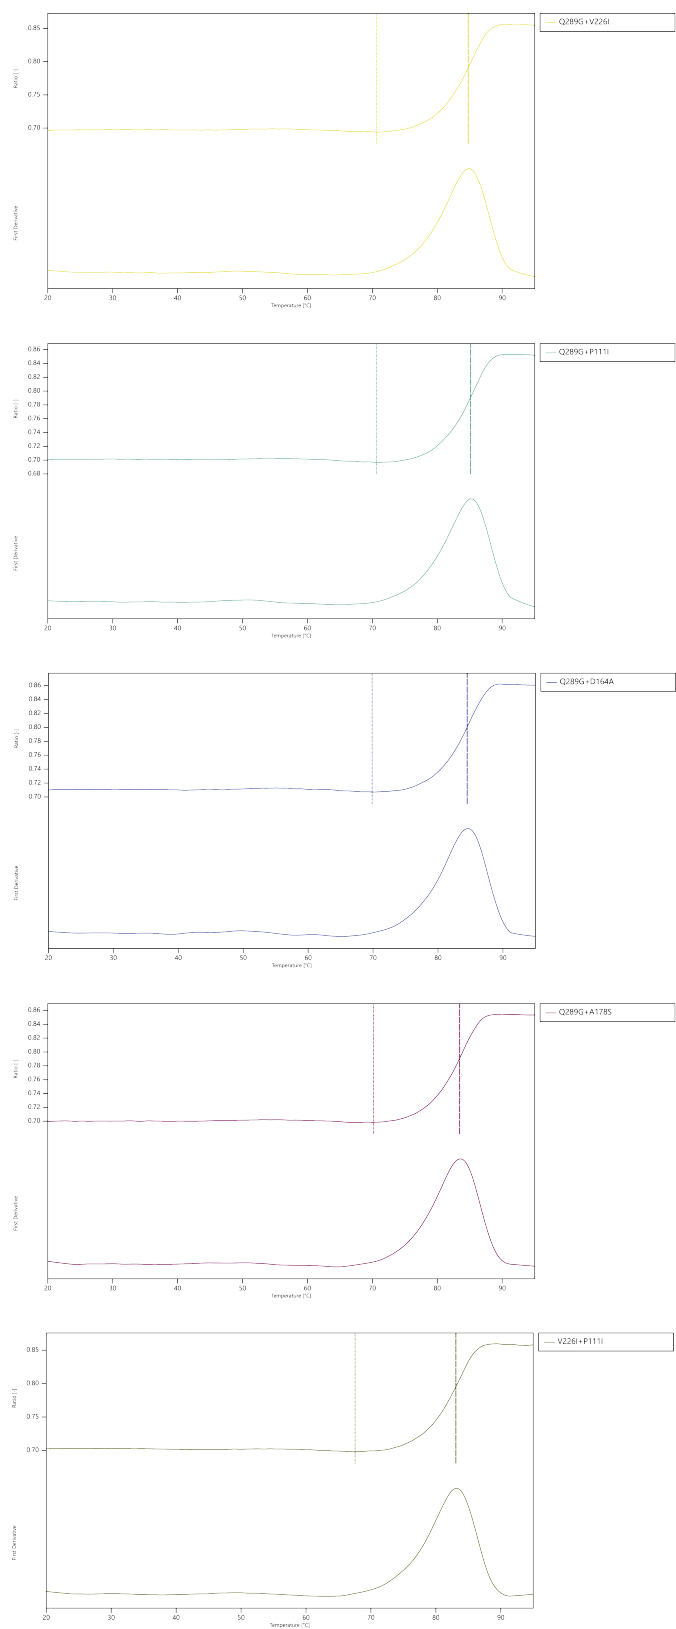 Q289G+V226I
0.85
0.80
0.75
0.70
Ratio [-]
First Derivative
20 30 40 50 60 70 80 90
Temperature [°C]
Q289G+P111I
0.86
0.84
0.82
0.80
0.78
0.76
0.74
0.72
0.70
0.68
Ratio [-]
First Derivative
20 30 40 50 60 70 80 90
Temperature [°C]
Q289G+D164A
0.86
0.84
0.82
0.80
0.78
0.76
0.74
0.72
0.70
Ratio [-]
First Derivative
20 30 40 50 60 70 80 90
Temperature [°C]
Q289G+A178S
0.86
0.84
0.82
0.80
0.78
0.76
0.74
0.72
0.70
Ratio [-]
First Derivative
20 30 40 50 60 70 80 90
Temperature [°C]
V226I+P111I
0.85
0.80
0.75
0.70
Ratio [-]
First Derivative
20 30 40 50 60 70 80 90
Temperature [°C]